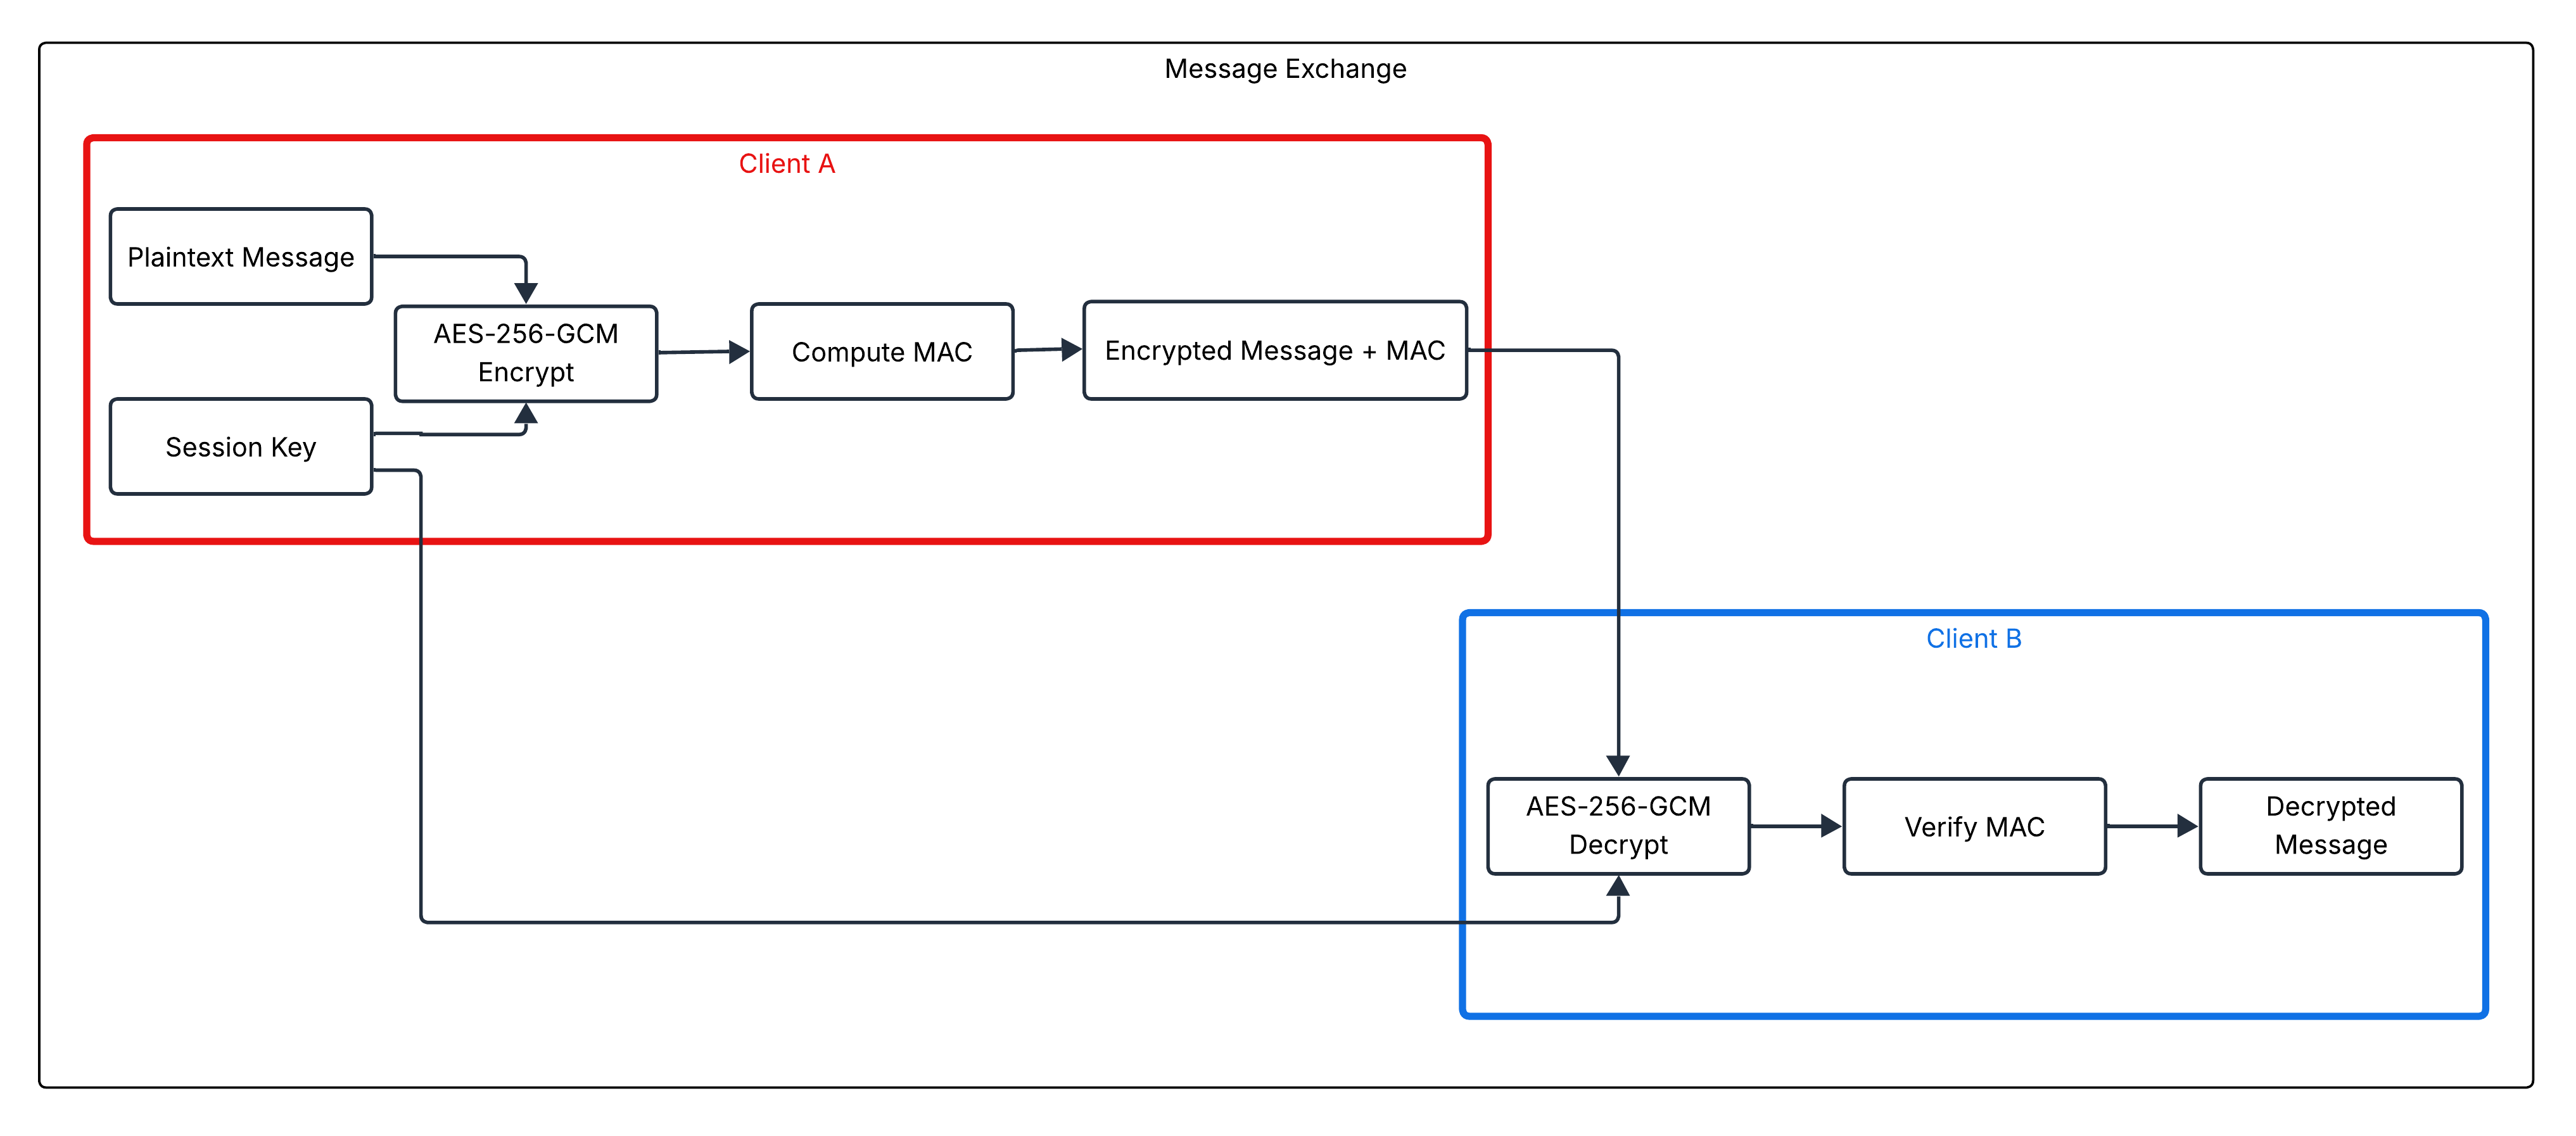 Message Exchange
Client A
Plaintext Message
AES-256-GCM
Encrypt
Compute MAC
Encrypted Message + MAC
Session Key
Client B
AES-256-GCM
Decrypt
Verify MAC
Decrypted
Message